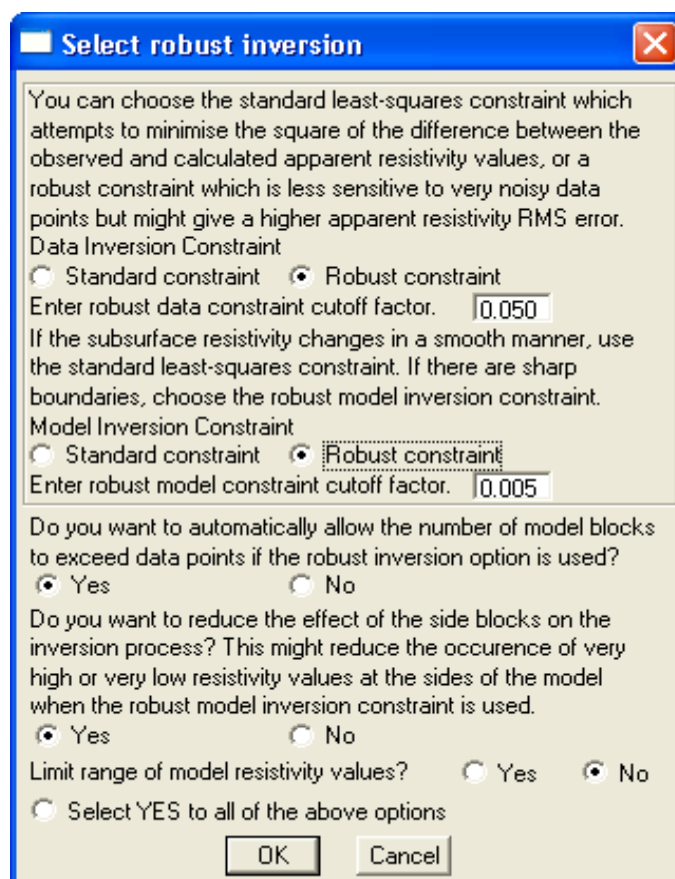 Select robust inversion
You can choose the standard least-squares constraint which
attempts to minimise the square of the difference between the
observed and calculated apparent resistivity values, or a
robust constraint which is less sensitive to very noisy data
points but might give a higher apparent resistivity RMS error.
Data Inversion Constraint
Standard constraint Robust constraint
Enter robust data constraint cutoff factor. 0.050
If the subsurface resistivity changes in a smooth manner, use
the standard least-squares constraint. If there are sharp
boundaries, choose the robust model inversion constraint.
Model Inversion Constraint
Standard constraint Robust constraint
Enter robust model constraint cutoff factor. 0.005
Do you want to automatically allow the number of model blocks
to exceed data points if the robust inversion option is used?
Yes No
Do you want to reduce the effect of the side blocks on the
inversion process? This might reduce the occurence of very
high or very low resistivity values at the sides of the model
when the robust model inversion constraint is used.
Yes No
Limit range of model resistivity values? Yes No
Select YES to all of the above options
OK Cancel